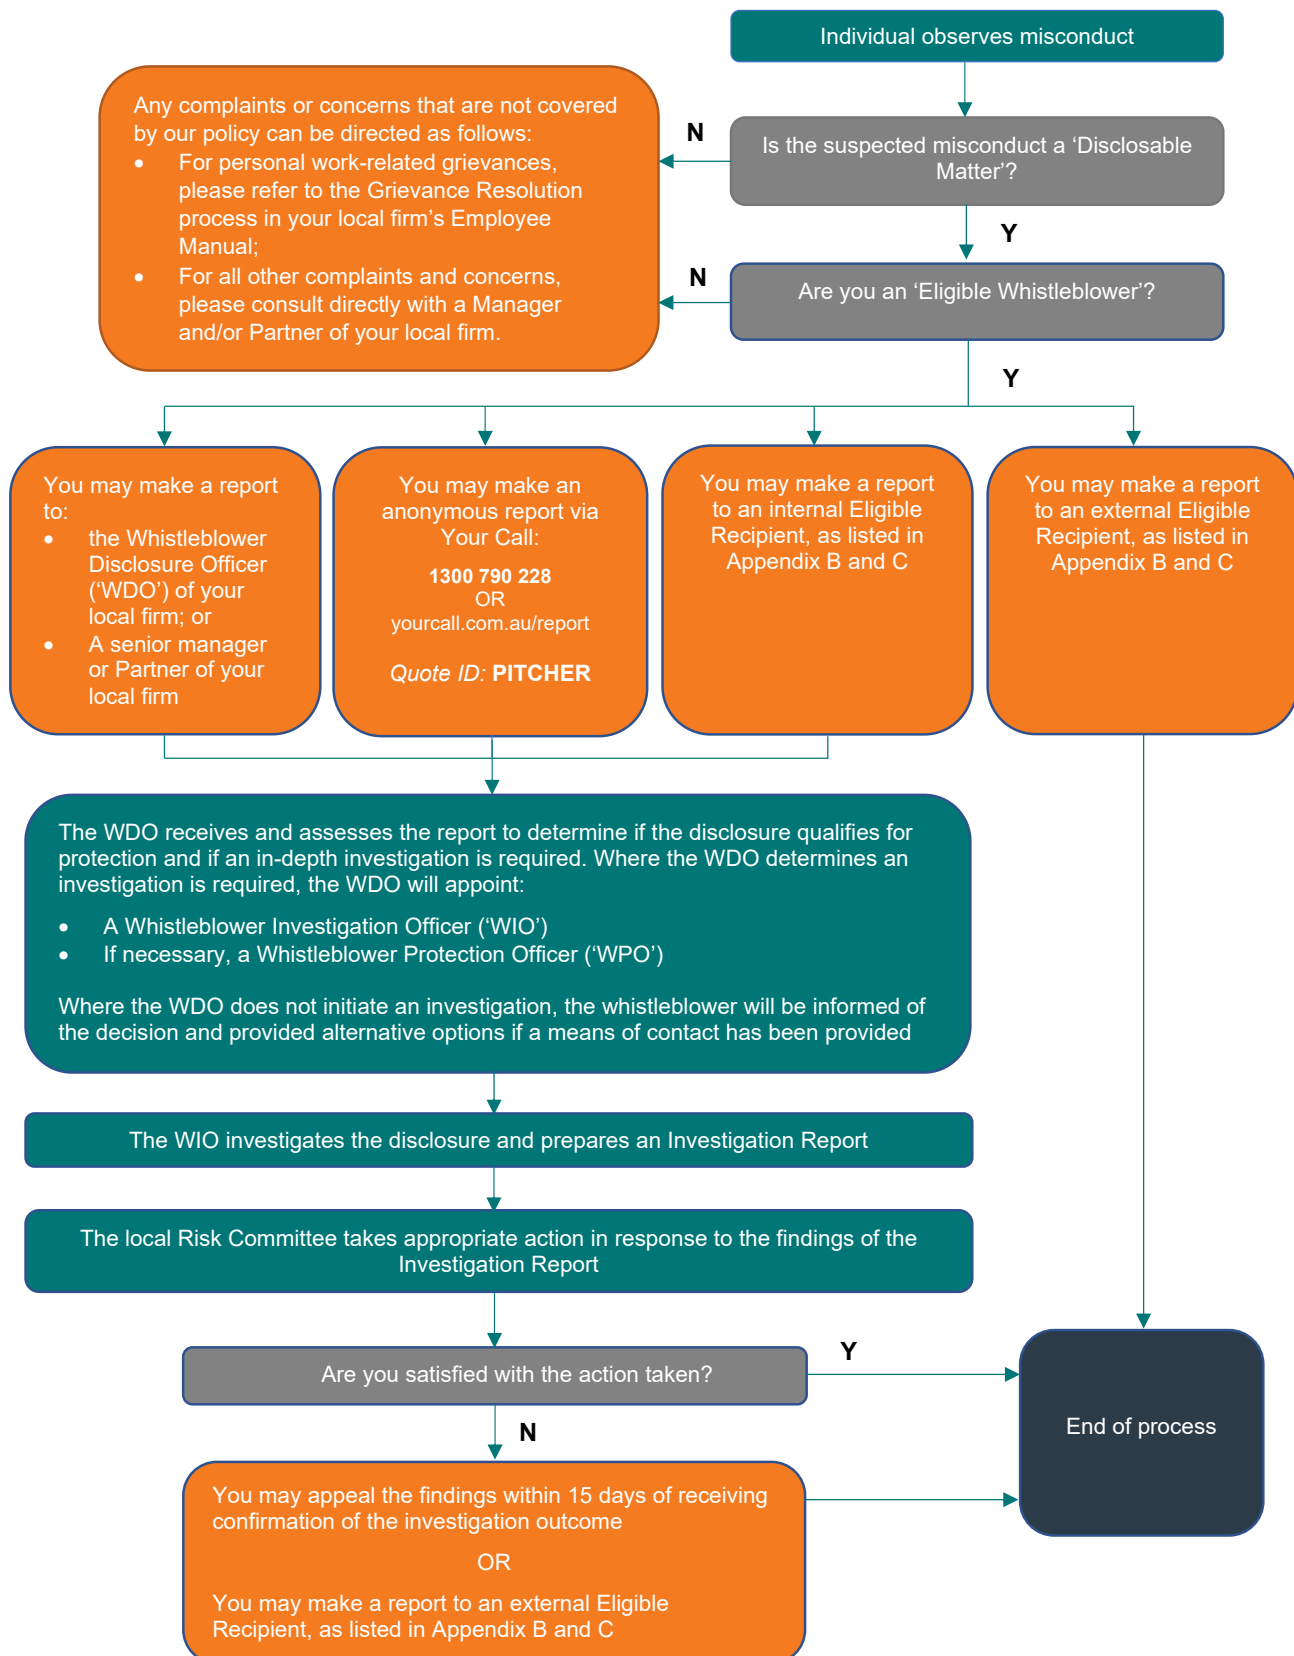 Individual observes misconduct
Any complaints or concerns that are not covered
by our policy can be directed as follows:
• For personal work-related grievances,
please refer to the Grievance Resolution
process in your local firm's Employee
Manual;
• For all other complaints and concerns,
please consult directly with a Manager
and/or Partner of your local firm.
N
Is the suspected misconduct a ‘Disclosable
Matter’?
Y
N
Are you an ‘Eligible Whistleblower’?
Y
You may make a report
to:
• the Whistleblower
Disclosure Officer
(‘WDO’) of your
local firm; or
• A senior manager
or Partner of your
local firm
You may make an
anonymous report via
Your Call:
1300 790 228
OR
yourcall.com.au/report
Quote ID: PITCHER
You may make a report
to an internal Eligible
Recipient, as listed in
Appendix B and C
You may make a report
to an external Eligible
Recipient, as listed in
Appendix B and C
The WDO receives and assesses the report to determine if the disclosure qualifies for
protection and if an in-depth investigation is required. Where the WDO determines an
investigation is required, the WDO will appoint:
• A Whistleblower Investigation Officer (‘WIO’)
• If necessary, a Whistleblower Protection Officer (‘WPO’)
Where the WDO does not initiate an investigation, the whistleblower will be informed of
the decision and provided alternative options if a means of contact has been provided
The WIO investigates the disclosure and prepares an Investigation Report
The local Risk Committee takes appropriate action in response to the findings of the
Investigation Report
Are you satisfied with the action taken?
Y
N
End of process
You may appeal the findings within 15 days of receiving
confirmation of the investigation outcome
OR
You may make a report to an external Eligible
Recipient, as listed in Appendix B and C